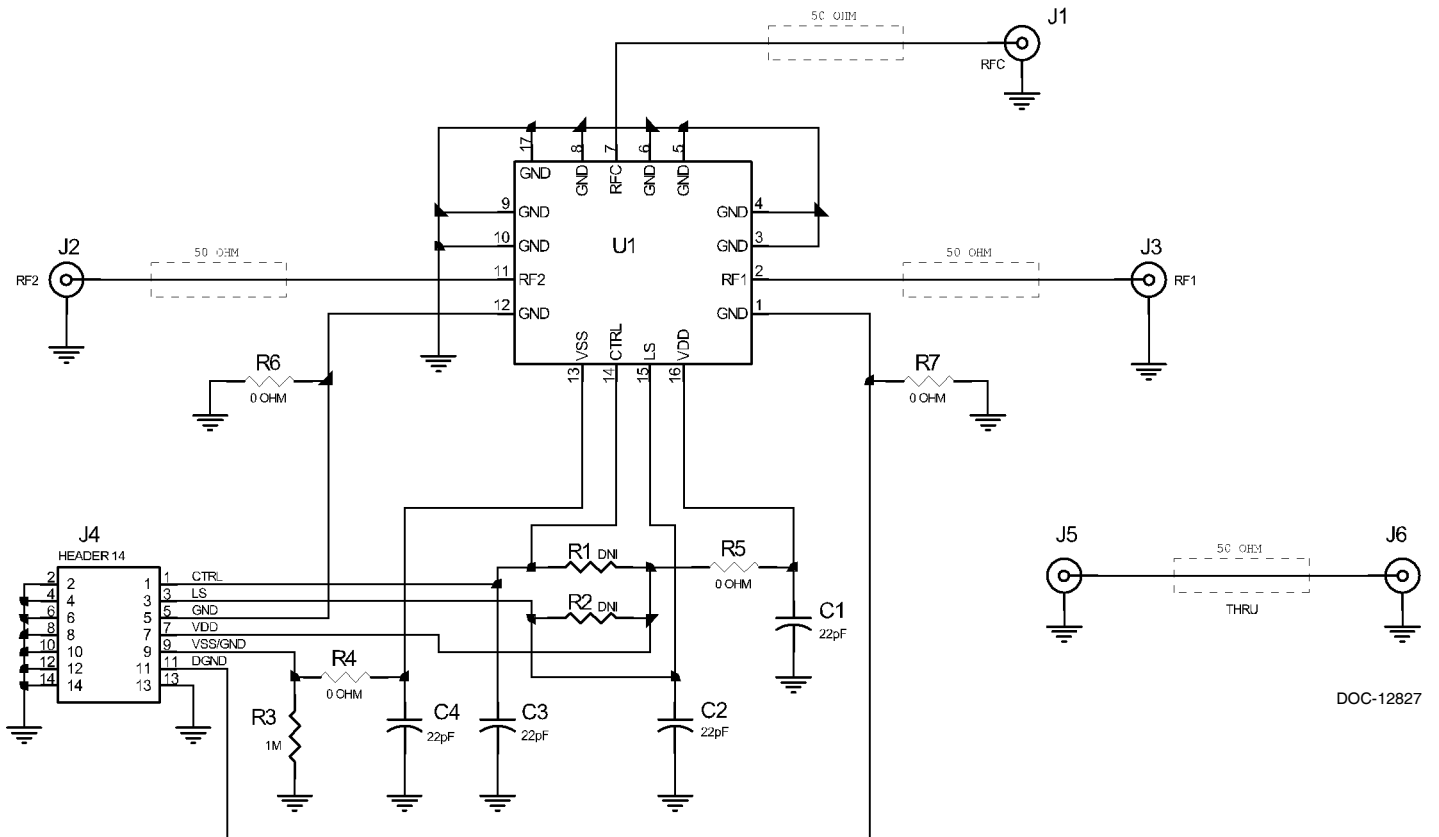 50 OHM
J1
RFC
17
8
7
6
5
GND
GND
RFC
GND
GND
9
GND
GND
4
10
GND
U1
GND
3
J2
RF2
50 OHM
11
RF2
RF1
2
50 OHM
J3
RF1
12
GND
GND
1
VSS
CTRL
LS
VDD
13
14
15
16
R6
0 OHM
R7
0 OHM
J4
HEADER 14
2
2
1
1
CTRL
4
4
3
3
LS
6
6
5
5
GND
8
8
7
7
VDD
10
10
9
9
VSS/GND
12
12
11
11
DGND
14
14
13
13
R1 DNI
R2 DNI
R5
0 OHM
C1
22pF
R4
0 OHM
R3
1M
C4
22pF
C3
22pF
C2
22pF
J5
50 OHM
J6
THRU
DOC-12827